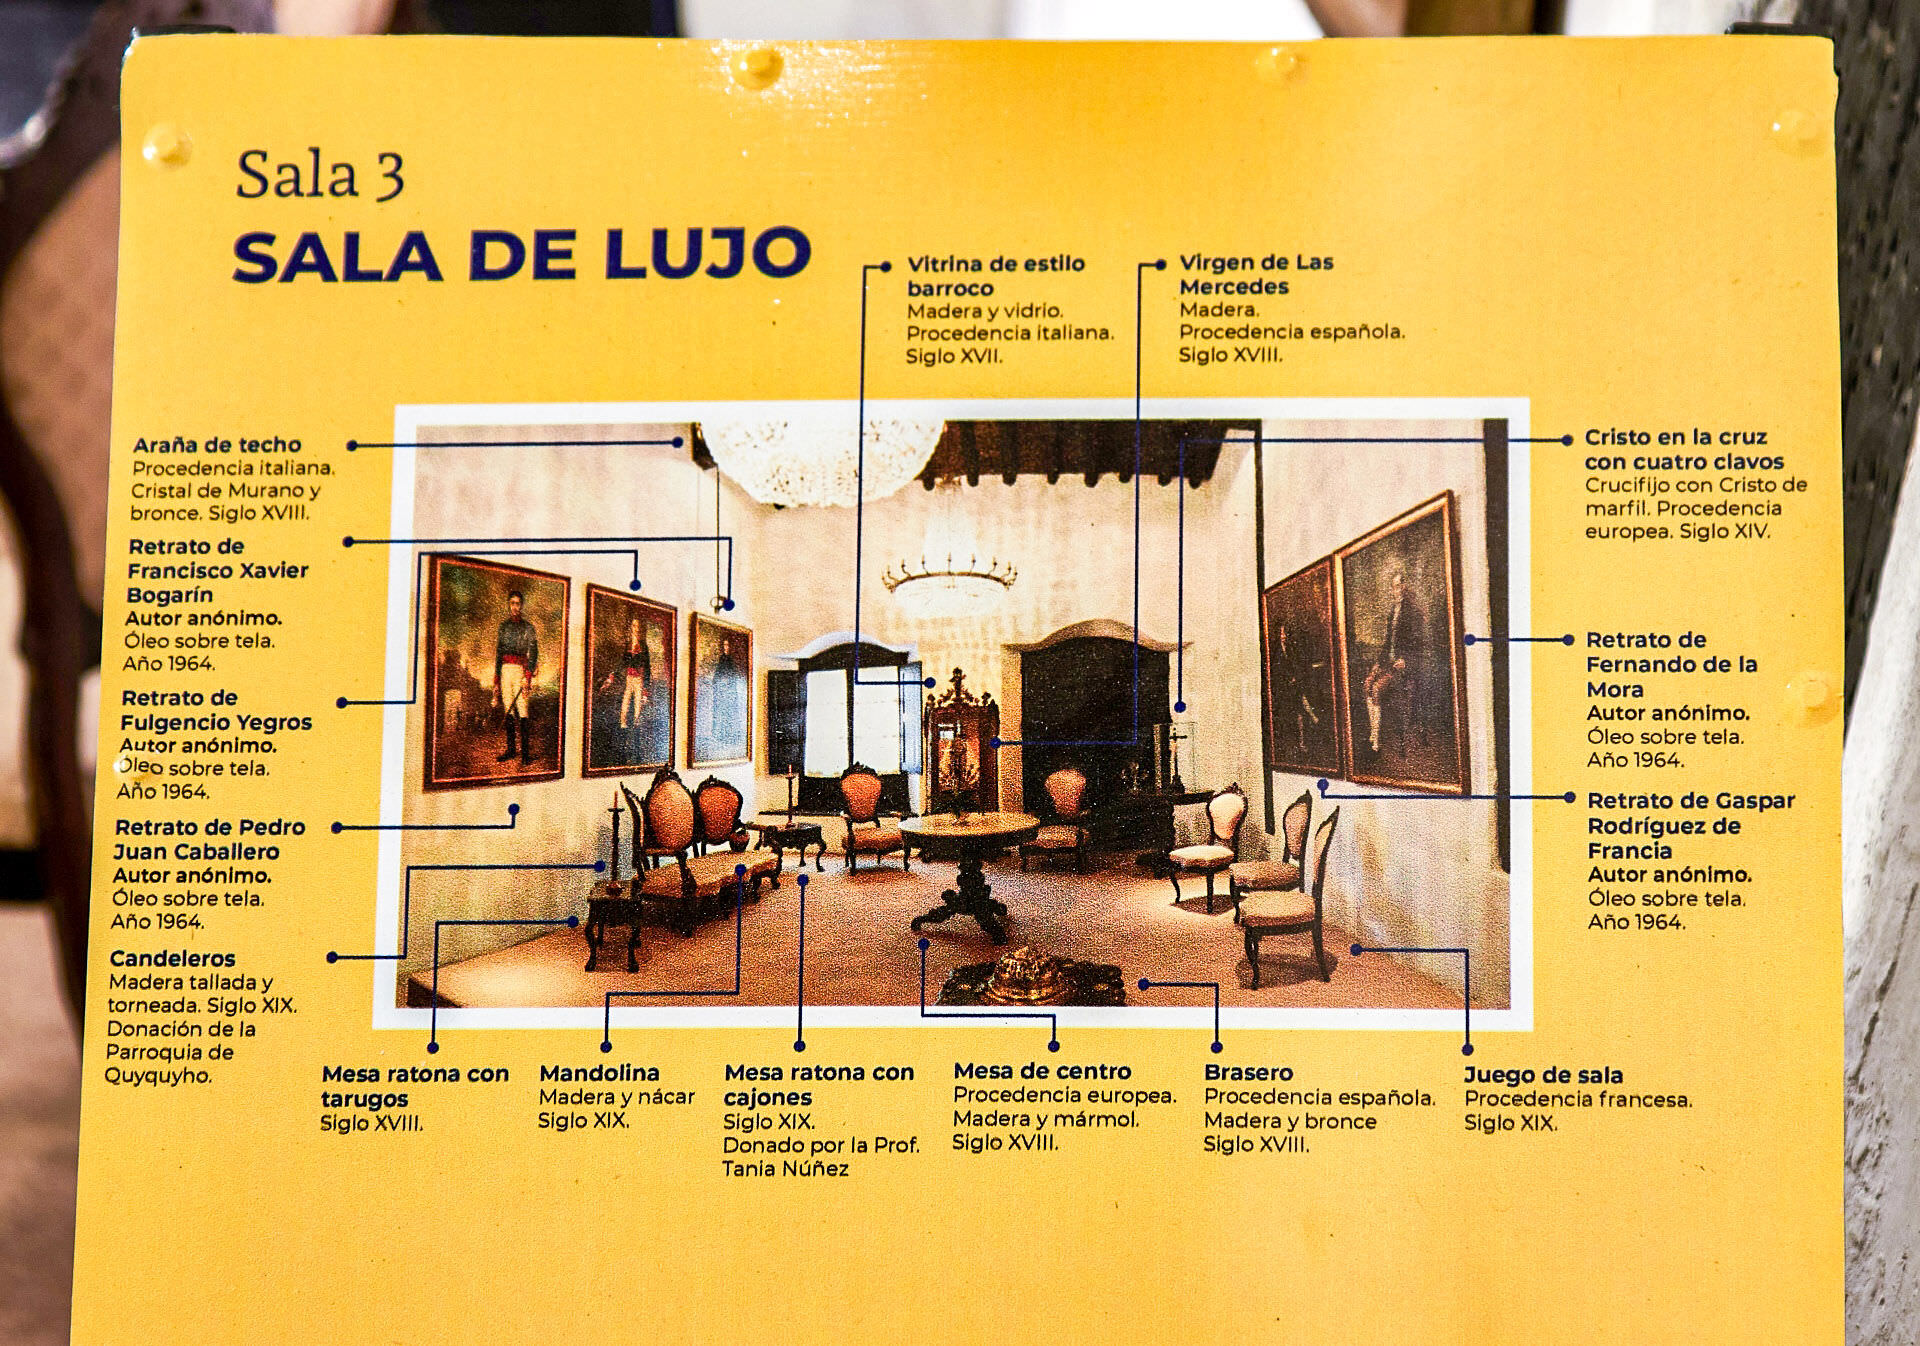 Sala 3
SALA DE LUJO
Vitrina de estilo
barroco
Madera y vidrio.
Procedencia italiana.
Siglo XVII.
Virgen de Las
Mercedes
Madera.
Procedencia española.
Siglo XVIII.
Araña de techo
Procedencia italiana.
Cristal de Murano y
bronce. Siglo XVIII.
Retrato de
Francisco Xavier
Bogarín
Autor anónimo.
Óleo sobre tela.
Año 1964.
Retrato de
Fulgencio Yegros
Autor anónimo.
Óleo sobre tela.
Año 1964.
Retrato de Pedro
Juan Caballero
Autor anónimo.
Óleo sobre tela.
Año 1964.
Candeleros
Madera tallada y
torneada. Siglo XIX.
Donación de la
Parroquia de
Quyquyho.
Cristo en la cruz
con cuatro clavos
Crucifijo con Cristo de
marfil. Procedencia
europea. Siglo XIV.
Retrato de
Fernando de la
Mora
Autor anónimo.
Óleo sobre tela.
Año 1964.
Retrato de Gaspar
Rodríguez de
Francia
Autor anónimo.
Óleo sobre tela.
Año 1964.
Mesa ratona con
tarugos
Siglo XVIII.
Mandolina
Madera y nácar
Siglo XIX.
Mesa ratona con
cajones
Siglo XIX.
Donado por la Prof.
Tania Núñez
Mesa de centro
Procedencia europea.
Madera y mármol.
Siglo XVIII.
Brasero
Procedencia española.
Madera y bronce
Siglo XVIII.
Juego de sala
Procedencia francesa.
Siglo XIX.